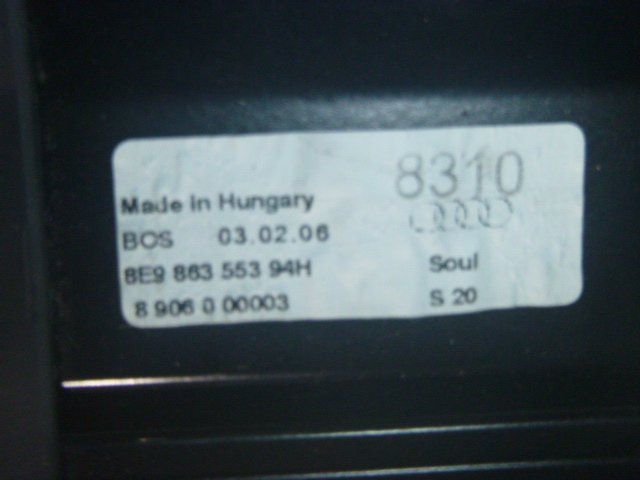 8310
Made in Hungary
BOS 03.02.06
8E9 863 553 94H Soul
8 906 0 00003 S 20